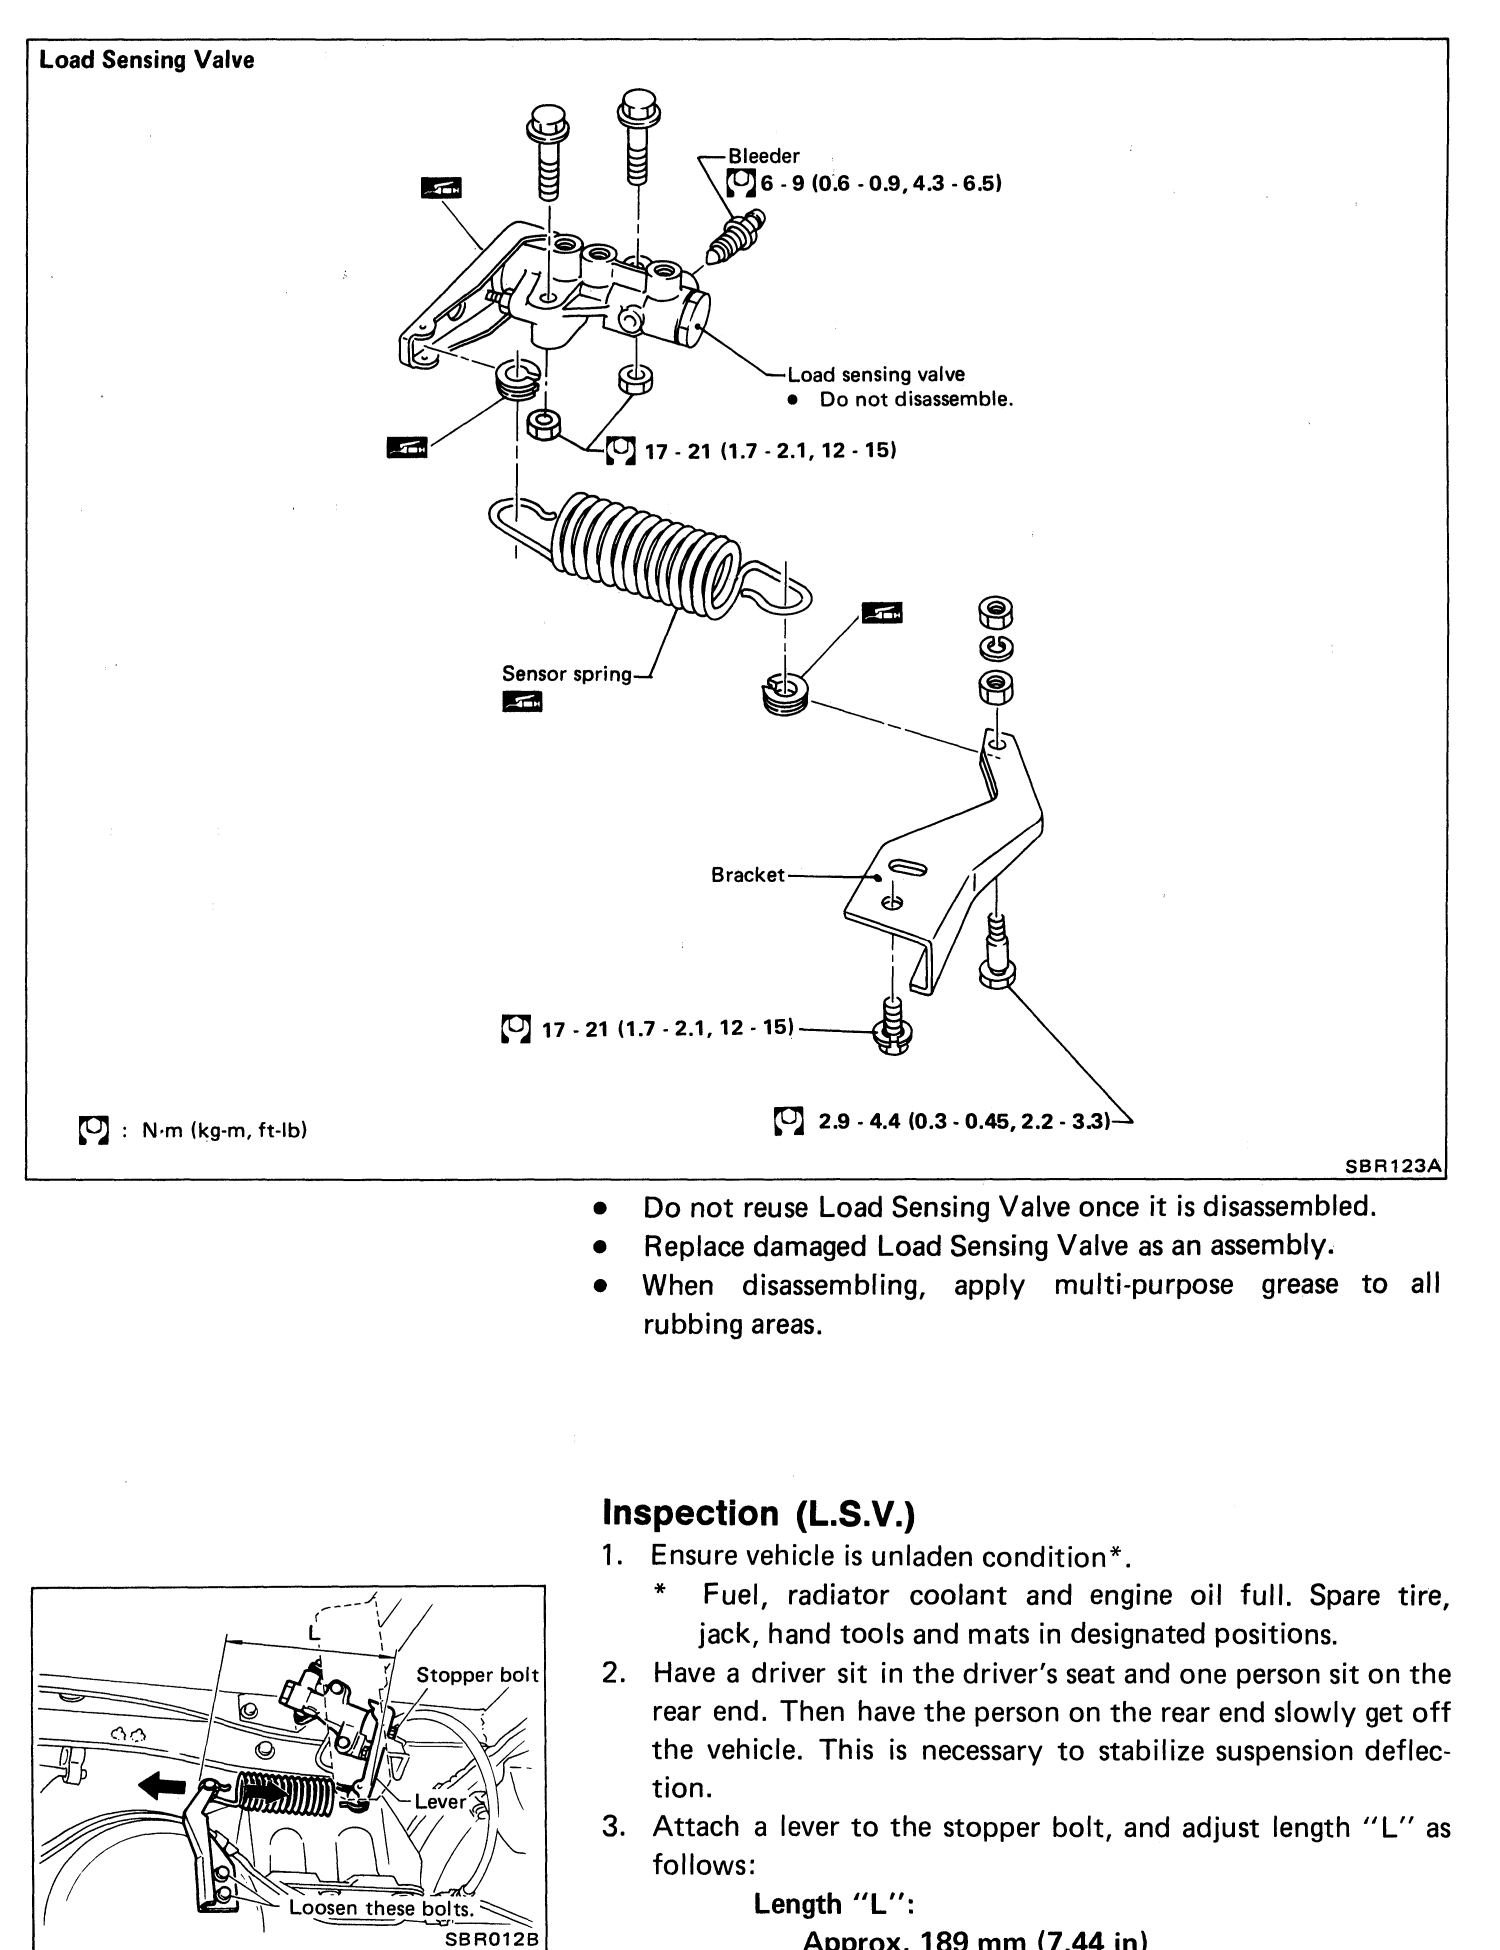 Load Sensing Valve
Bleeder
6 - 9 (0.6 - 0.9, 4.3 - 6.5)
Load sensing valve
● Do not disassemble.
17 - 21 (1.7 - 2.1, 12 - 15)
Sensor spring
Bracket
17 - 21 (1.7 - 2.1, 12 - 15)
2.9 - 4.4 (0.3 - 0.45, 2.2 - 3.3)
: N·m (kg-m, ft-lb)
SBR123A
● Do not reuse Load Sensing Valve once it is disassembled.
● Replace damaged Load Sensing Valve as an assembly.
● When disassembling, apply multi-purpose grease to all
rubbing areas.
Inspection (L.S.V.)
1. Ensure vehicle is unladen condition*.
* Fuel, radiator coolant and engine oil full. Spare tire,
jack, hand tools and mats in designated positions.
2. Have a driver sit in the driver's seat and one person sit on the
rear end. Then have the person on the rear end slowly get off
the vehicle. This is necessary to stabilize suspension deflec-
tion.
3. Attach a lever to the stopper bolt, and adjust length "L" as
follows:
Length "L":
Approx. 189 mm (7.44 in)
L
Stopper bolt
Lever
Loosen these bolts.
SBR012B